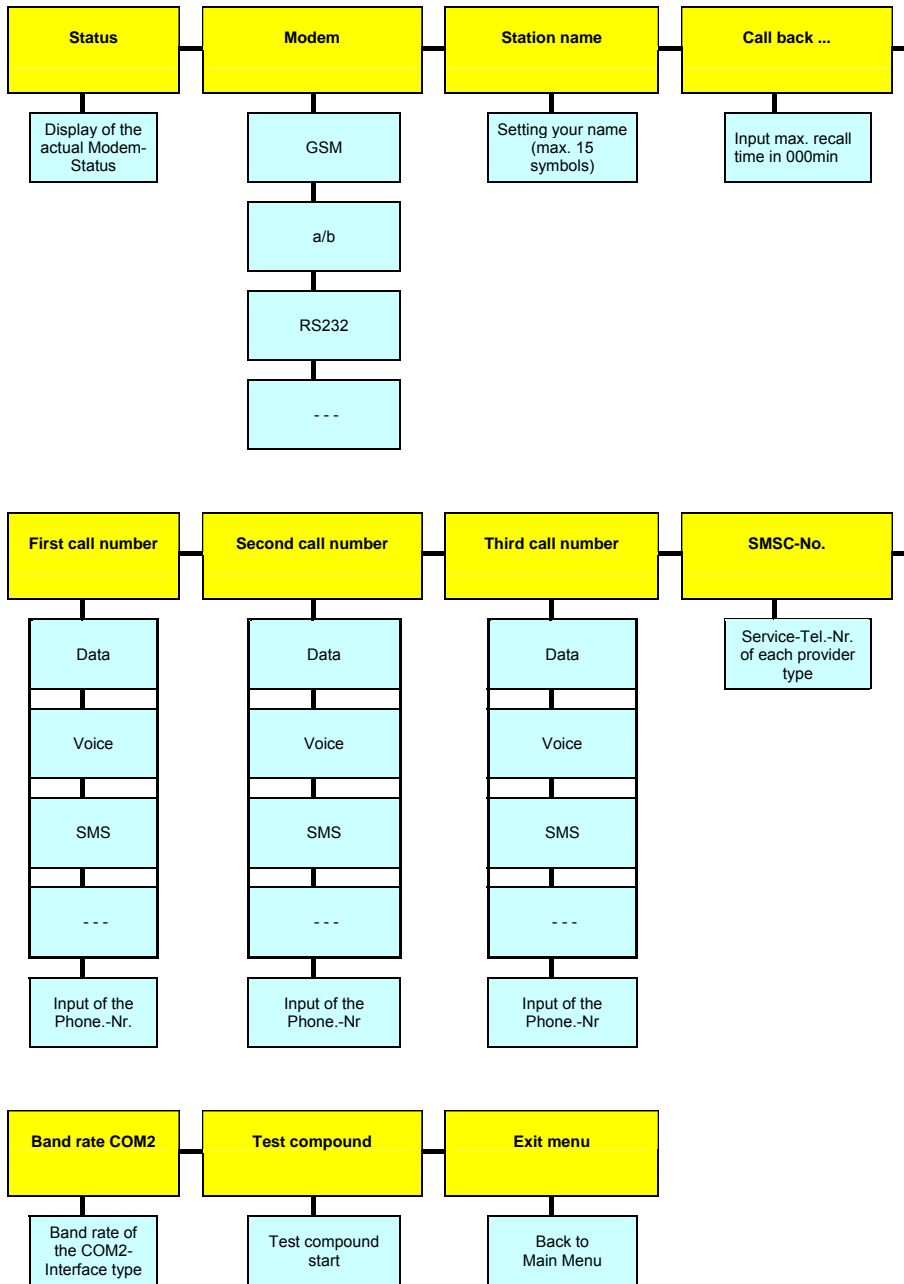 Status
Modem
Station name
Call back ...
Display of the
actual Modem-
Status
GSM
a/b
RS232
- - -
Setting your name
(max. 15
symbols)
Input max. recall
time in 000min
First call number
Second call number
Third call number
SMSC-No.
Data
Voice
SMS
- - -
Input of the
Phone.-Nr.
Data
Voice
SMS
- - -
Input of the
Phone.-Nr
Data
Voice
SMS
- - -
Input of the
Phone.-Nr
Service-Tel.-Nr.
of each provider
type
Band rate COM2
Test compound
Exit menu
Band rate of
the COM2-
Interface type
Test compound
start
Back to
Main Menu